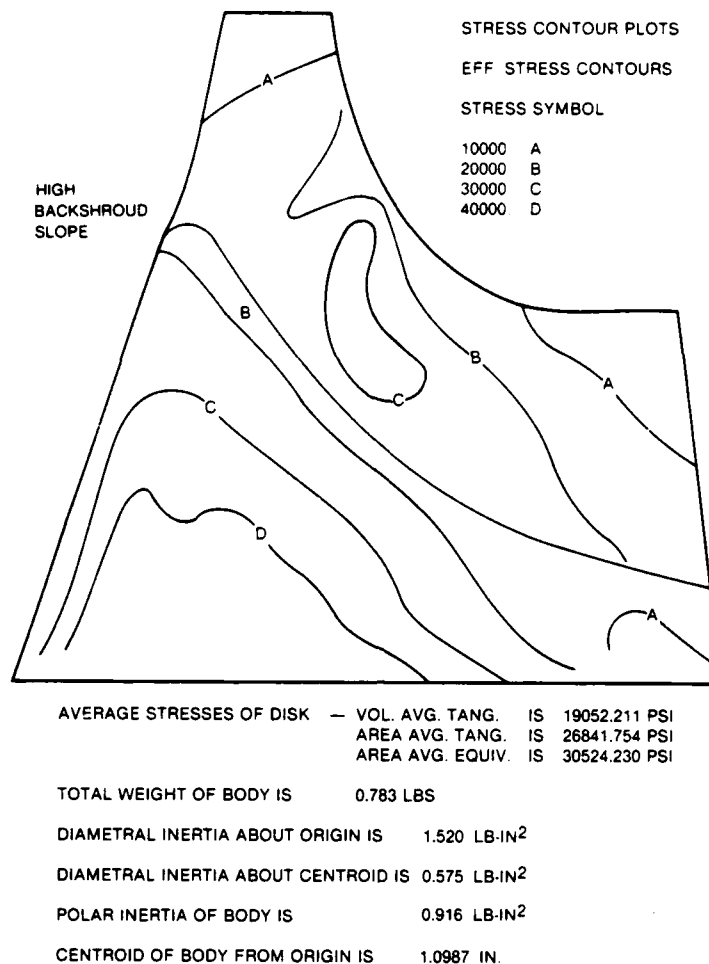 STRESS CONTOUR PLOTS
EFF STRESS CONTOURS
STRESS SYMBOL
10000 A
20000 B
30000 C
40000 D
A
HIGH
BACKSHROUD
SLOPE
B
B
A
C
C
D
A
AVERAGE STRESSES OF DISK — VOL. AVG. TANG. IS 19052.211 PSI
AREA AVG. TANG. IS 26841.754 PSI
AREA AVG. EQUIV. IS 30524.230 PSI
TOTAL WEIGHT OF BODY IS 0.783 LBS
DIAMETRAL INERTIA ABOUT ORIGIN IS 1.520 LB-IN²
DIAMETRAL INERTIA ABOUT CENTROID IS 0.575 LB-IN²
POLAR INERTIA OF BODY IS 0.916 LB-IN²
CENTROID OF BODY FROM ORIGIN IS 1.0987 IN.